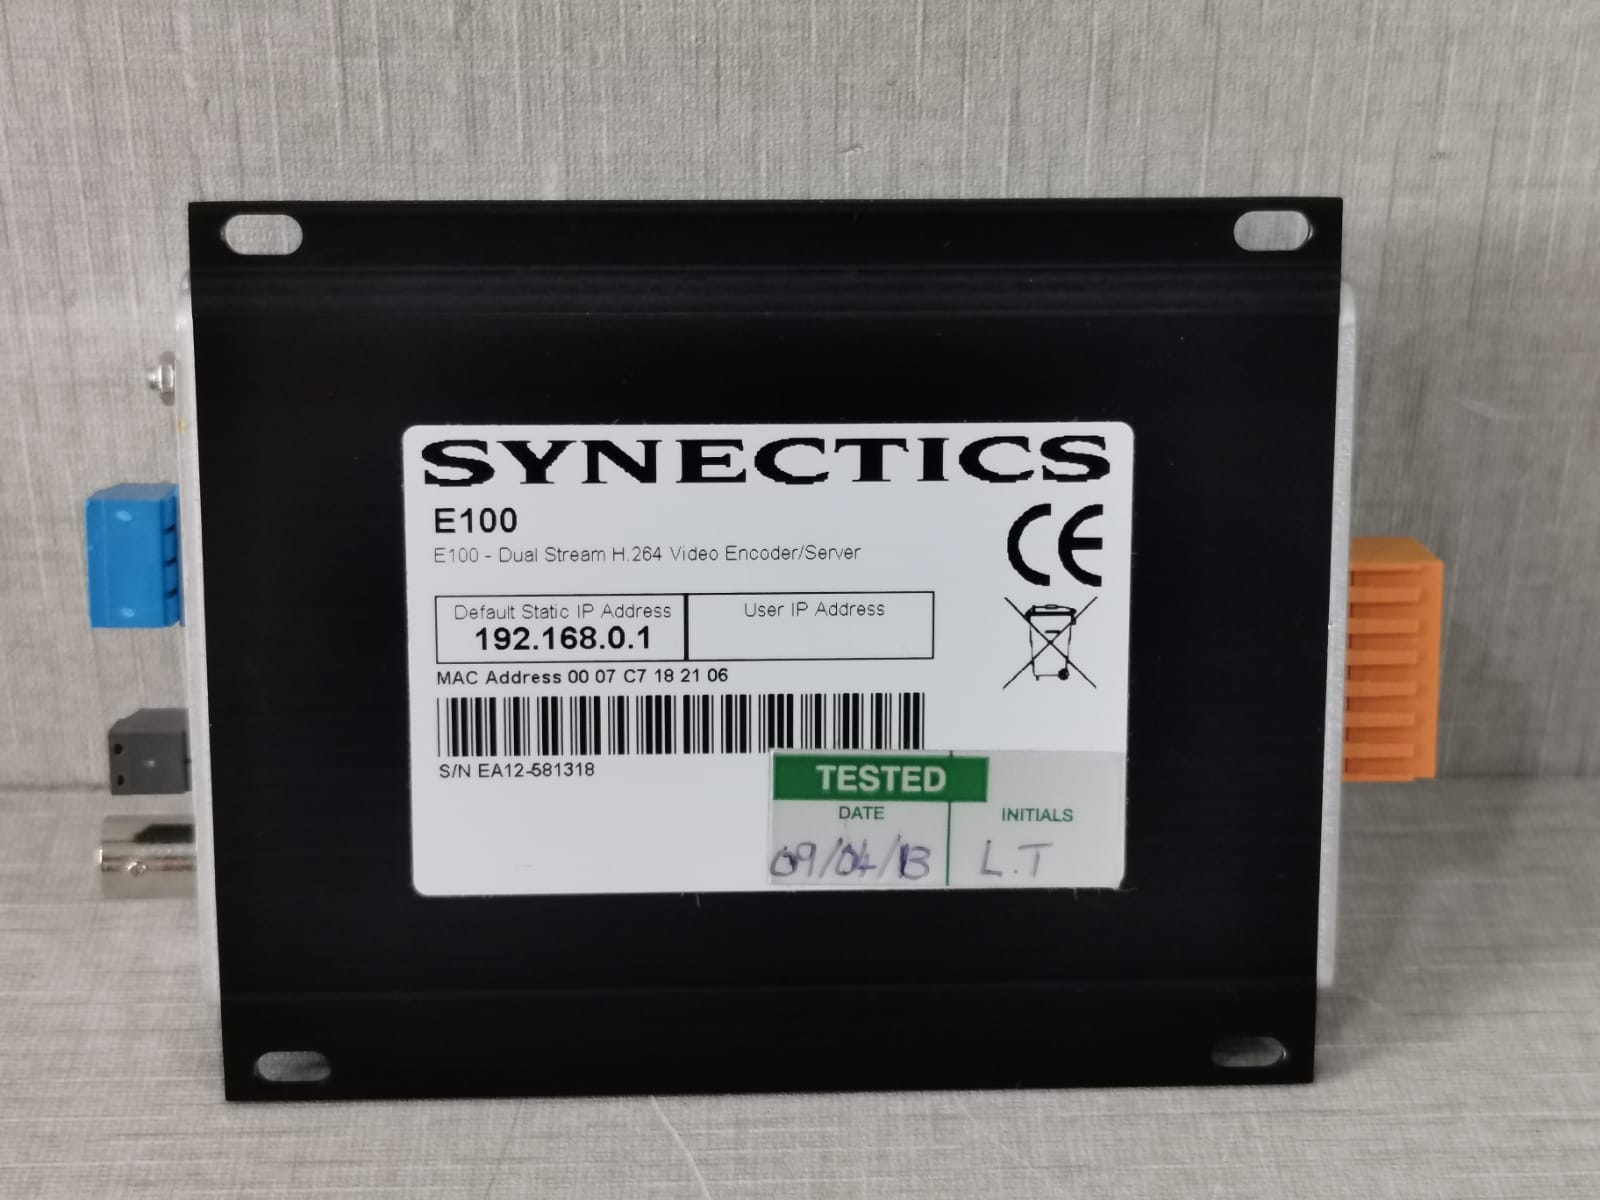 SYNECTICS
E100
E100 - Dual Stream H.264 Video Encoder/Server
CE
Default Static IP Address
192.168.0.1
User IP Address
MAC Address 00 07 C7 18 21 06
S/N EA12-581318
TESTED
DATE
INITIALS
09/04/13
L.T